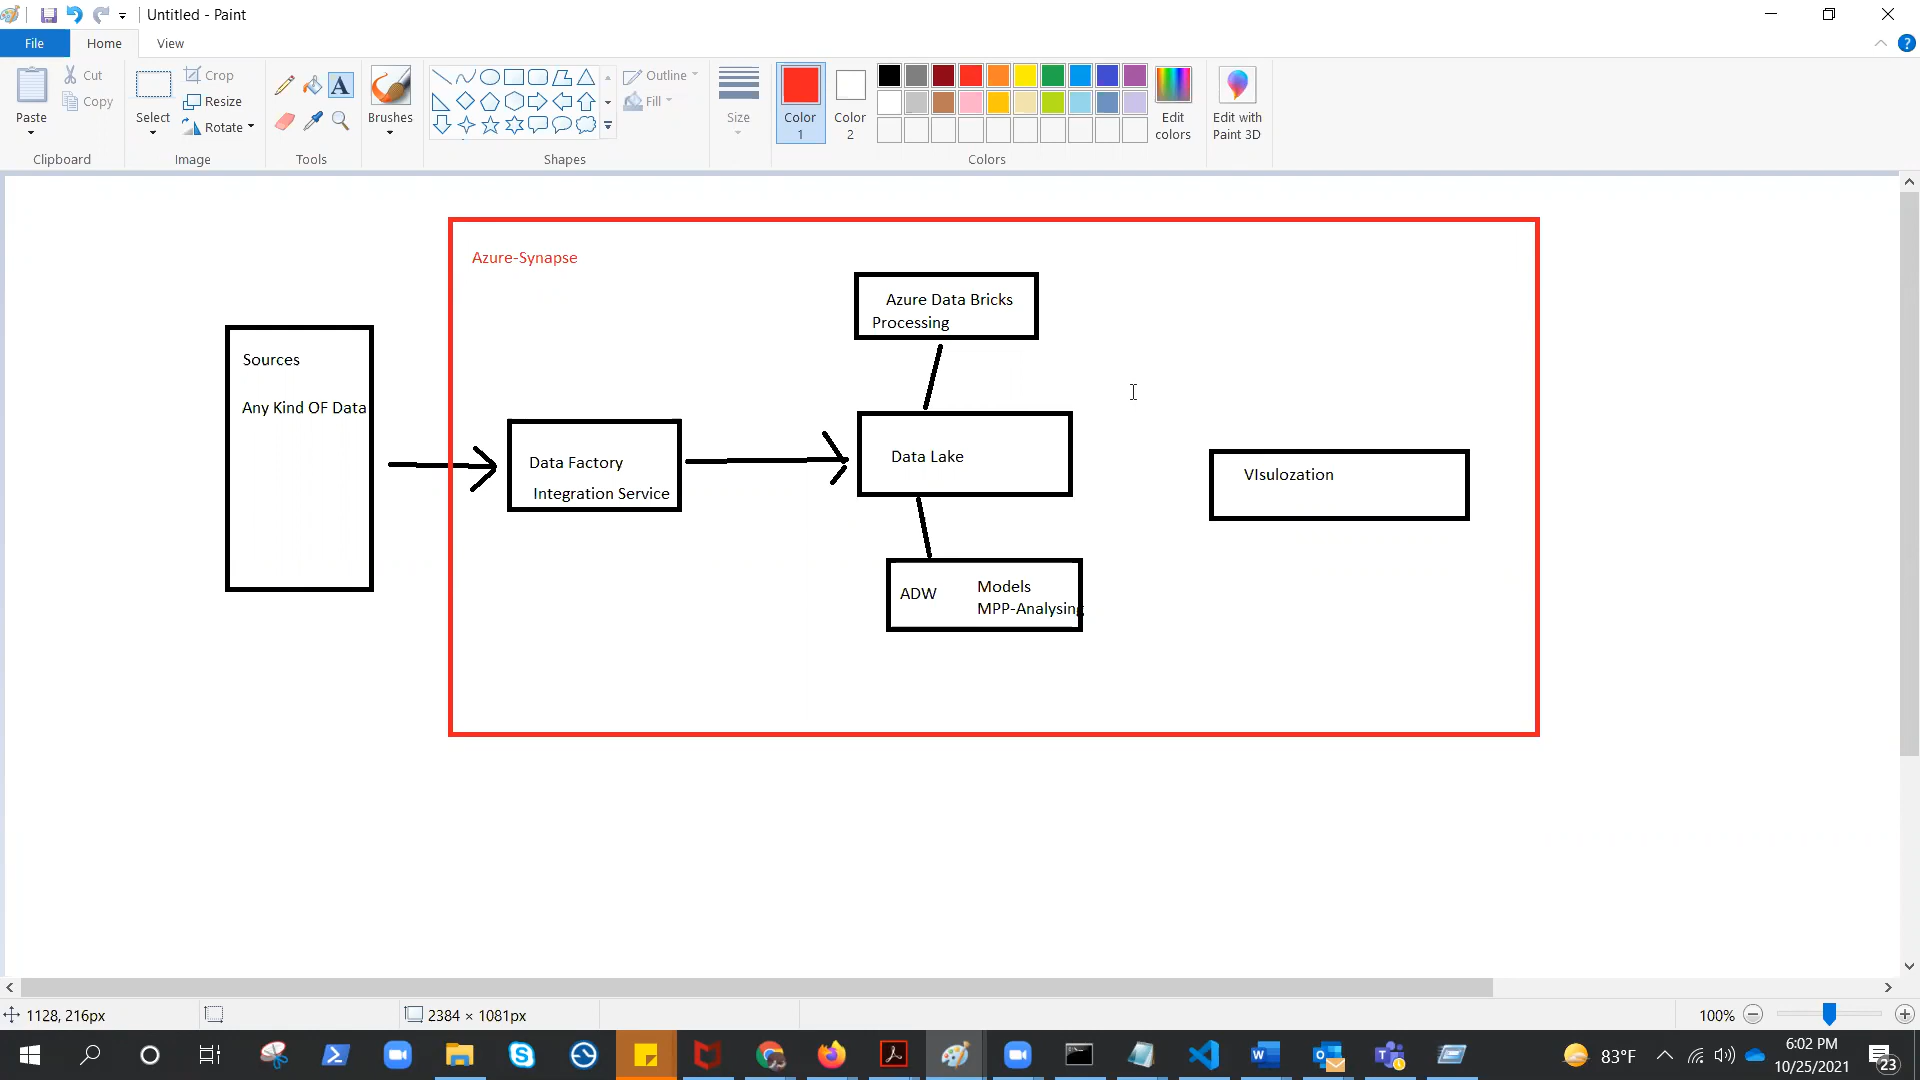 Untitled - Paint
File Home View
Paste
Cut
Copy
Clipboard
Select
Crop
Resize
Rotate
Image
Tools
Brushes
Shapes
Outline
Fill
Size
Color 1
Color 2
Colors
Edit colors
Edit with Paint 3D
Azure-Synapse
Azure Data Bricks
Processing
Sources
Any Kind OF Data
Data Factory
Integration Service
Data Lake
VIsulozation
ADW
Models
MPP-Analysing
1128, 216px
2384 × 1081px
100%
83°F
6:02 PM
10/25/2021
23